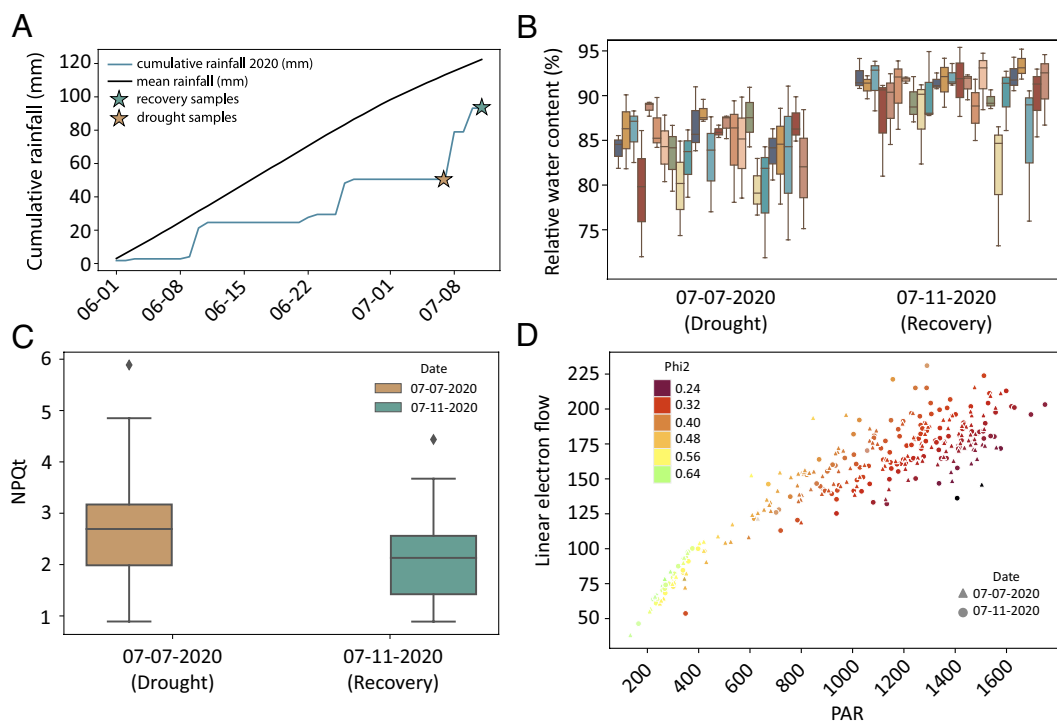 A
cumulative rainfall 2020 (mm)
mean rainfall (mm)
recovery samples
drought samples
Cumulative rainfall (mm)
120
100
80
60
40
20
0
06-01
06-08
06-15
06-22
07-01
07-08
B
Relative water content (%)
95
90
85
80
75
07-07-2020
(Drought)
07-11-2020
(Recovery)
C
NPQt
6
5
4
3
2
1
Date
07-07-2020
07-11-2020
07-07-2020
(Drought)
07-11-2020
(Recovery)
D
Linear electron flow
225
200
175
150
125
100
75
50
Phi2
0.24
0.32
0.40
0.48
0.56
0.64
Date
07-07-2020
07-11-2020
200
400
600
800
1000
1200
1400
1600
PAR